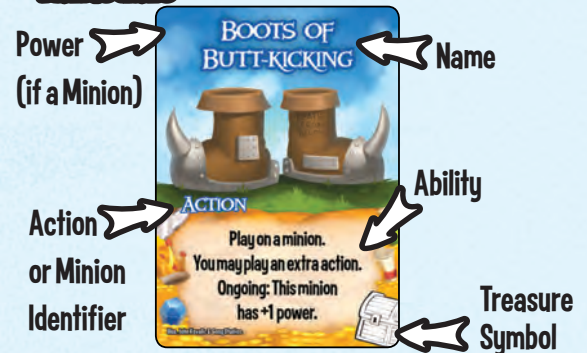 Power
(if a Minion)
BOOTS OF
BUTT-KICKING
Name
ACTION
Ability
Action
or Minion
Identifier
Play on a minion.
You may play an extra action.
Ongoing: This minion
has +1 power.
Treasure
Symbol